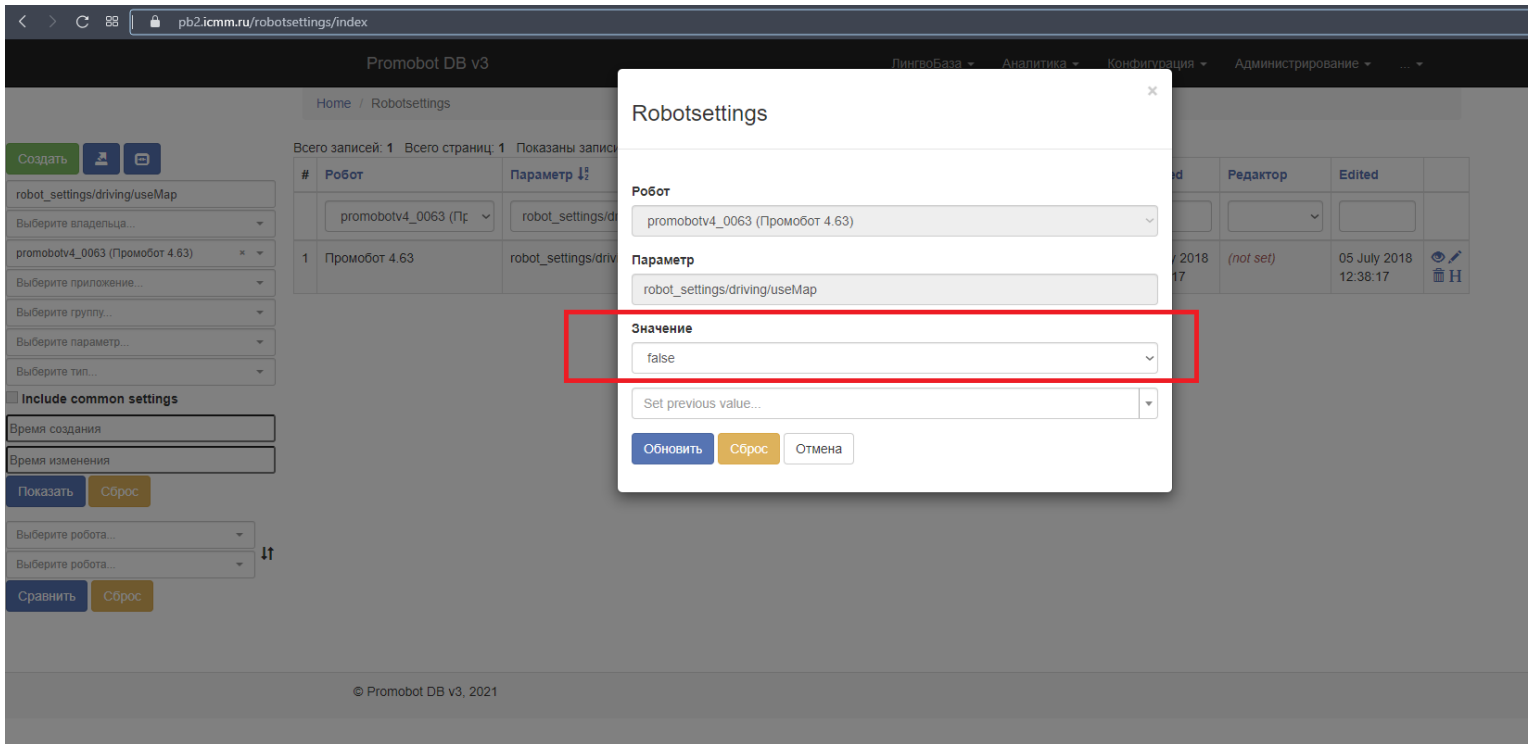 pb2.icmm.ru/robotsettings/index
Promobot DB v3
ЛингвоБаза
Аналитика
Конфигурация
Администрирование
...
Home / Robotsettings
Создать
robot_settings/driving/useMap
Выберите владельца...
promobotv4_0063 (Промобот 4.63)
Выберите приложение...
Выберите группу...
Выберите параметр...
Выберите тип...
Include common settings
Время создания
Время изменения
Показать
Сброс
Выберите робота...
Выберите робота...
Сравнить
Сброс
Всего записей: 1 Всего страниц: 1 Показаны записи
# Робот Параметр
ed Редактор Edited
promobotv4_0063 (Пр
robot_settings/dr
1 Промобот 4.63 robot_settings/driv
2018 (not set) 05 July 2018
17 12:38:17
H
Robotsettings
×
Робот
promobotv4_0063 (Промобот 4.63)
Параметр
robot_settings/driving/useMap
Значение
false
Set previous value...
Обновить
Сброс
Отмена
© Promobot DB v3, 2021